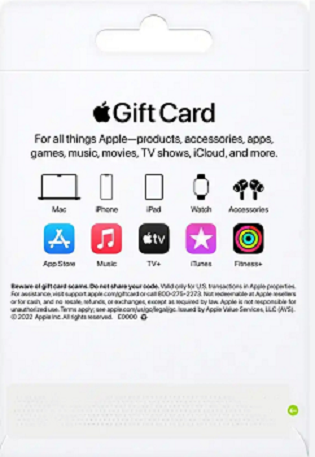 Gift Card
For all things Apple—products, accessories, apps,
games, music, movies, TV shows, iCloud, and more.
Mac iPhone iPad Watch Accessories
tv
App Store Music TV+ iTunes Fitness+
Beware of gift card scams. Do not share your code. Valid only for U.S. transactions in Apple properties.
For assistance, visit support.apple.com/giftcard or call 800-275-2273. Not redeemable at Apple resellers
or for cash, and no resale, refunds, or exchanges, except as required by law. Apple is not responsible for
unauthorized use. Terms apply; see apple.com/us/go/legal/gc. Issued by Apple Value Services, LLC (AVS).
© 2022 Apple Inc. All rights reserved.